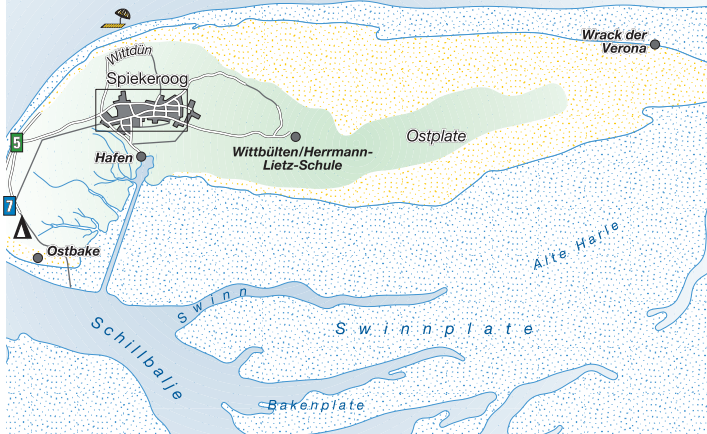 Wrack der
Verona
Wittdün
Spiekeroog
5
Hafen
Ostplate
Wittbülten/Herrmann-
Lietz-Schule
7
Ostbake
Alte Harle
Swinn
Schillbalje
Swinnplate
Bakenplate